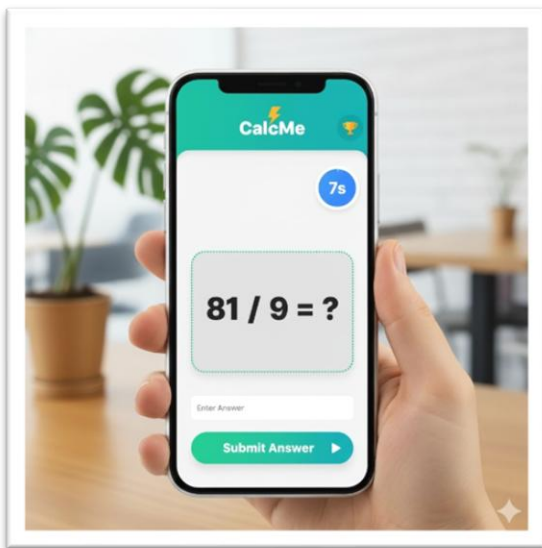 CalcMe
7s
81 / 9 = ?
Enter Answer
Submit Answer